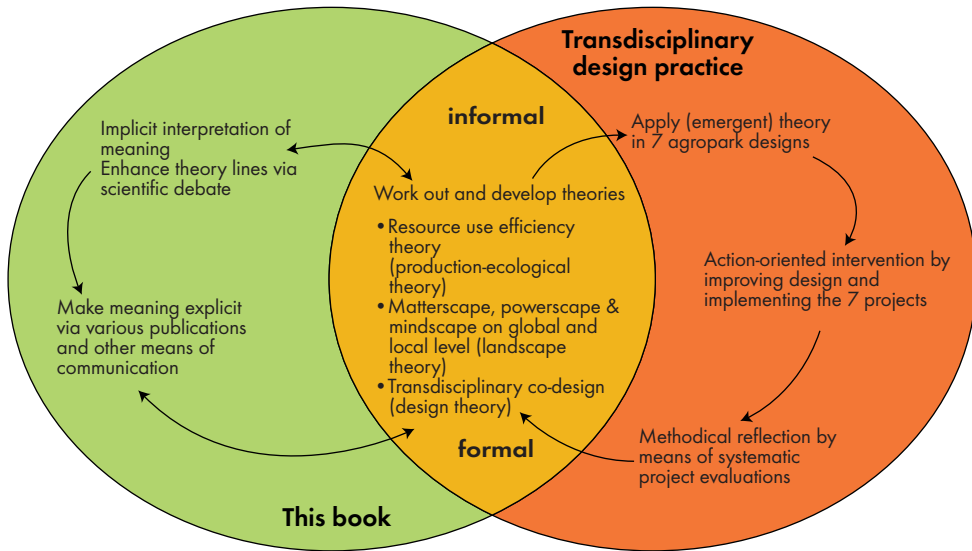 Transdisciplinary
design practice
informal
Implicit interpretation of
meaning
Enhance theory lines via
scientific debate
Apply (emergent) theory
in 7 agropark designs
Work out and develop theories
• Resource use efficiency
theory
(production-ecological
theory)
• Matterscape, powerscape &
mindscape on global and
local level (landscape
theory)
• Transdisciplinary co-design
(design theory)
Action-oriented intervention by
improving design and
implementing the 7 projects
Make meaning explicit
via various publications
and other means of
communication
formal
Methodical reflection by
means of systematic
project evaluations
This book